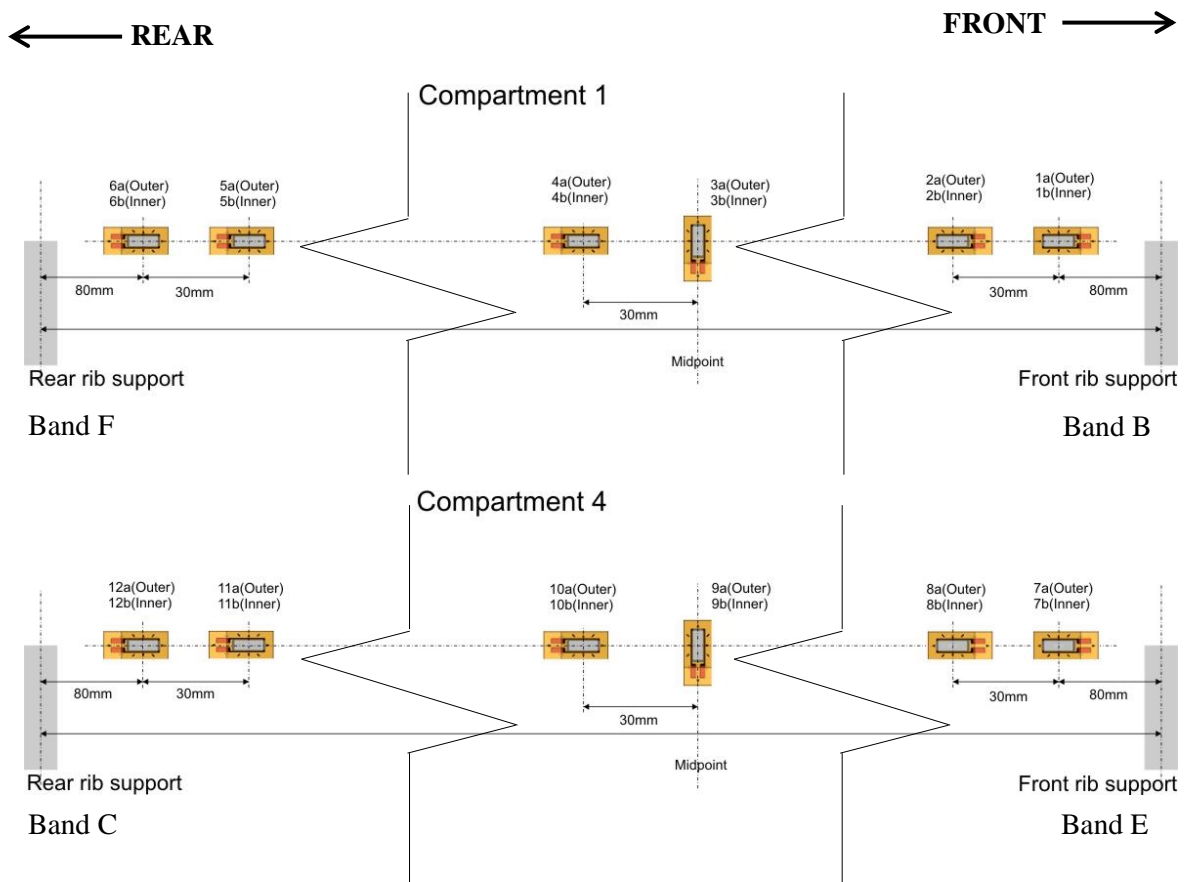 REAR
FRONT
Compartment 1
6a(Outer)
6b(Inner)
5a(Outer)
5b(Inner)
4a(Outer)
4b(Inner)
3a(Outer)
3b(Inner)
2a(Outer)
2b(Inner)
1a(Outer)
1b(Inner)
80mm
30mm
30mm
30mm
80mm
Midpoint
Rear rib support
Front rib support
Band F
Band B
Compartment 4
12a(Outer)
12b(Inner)
11a(Outer)
11b(Inner)
10a(Outer)
10b(Inner)
9a(Outer)
9b(Inner)
8a(Outer)
8b(Inner)
7a(Outer)
7b(Inner)
80mm
30mm
30mm
30mm
80mm
Midpoint
Rear rib support
Front rib support
Band C
Band E